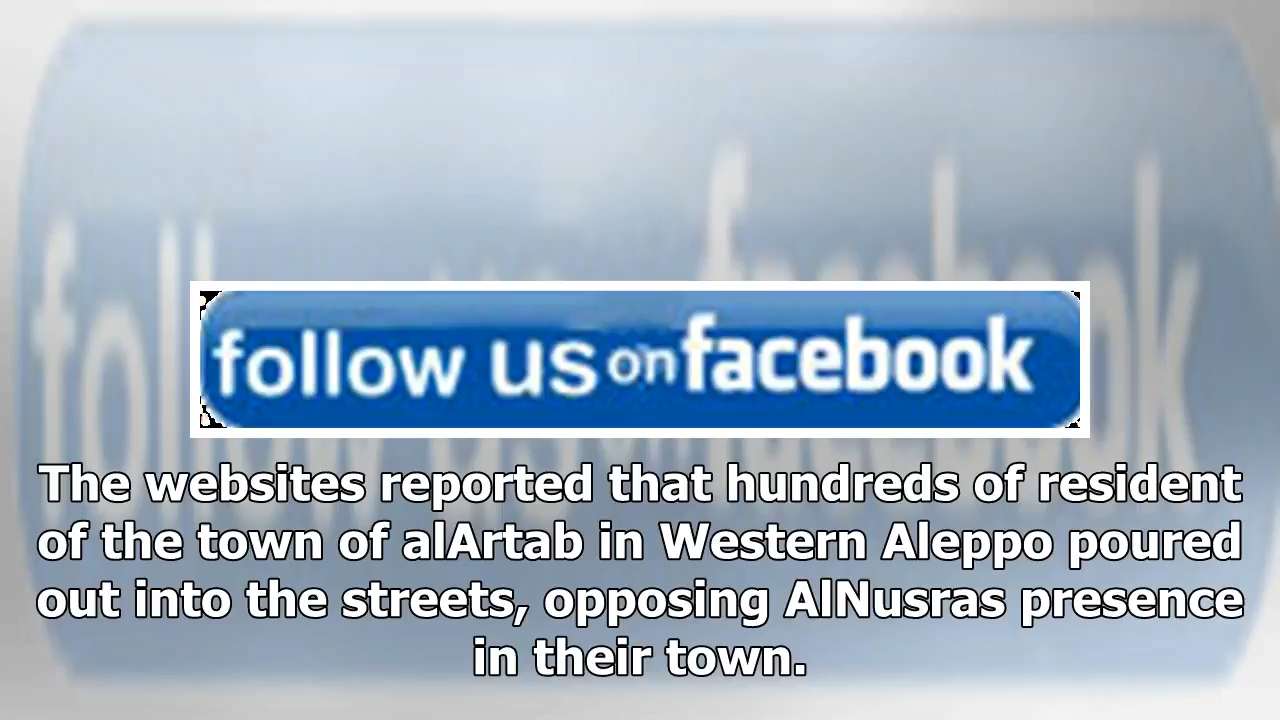 follow us on facebook
The websites reported that hundreds of resident
of the town of alArtab in Western Aleppo poured
out into the streets, opposing AlNusras presence
in their town.